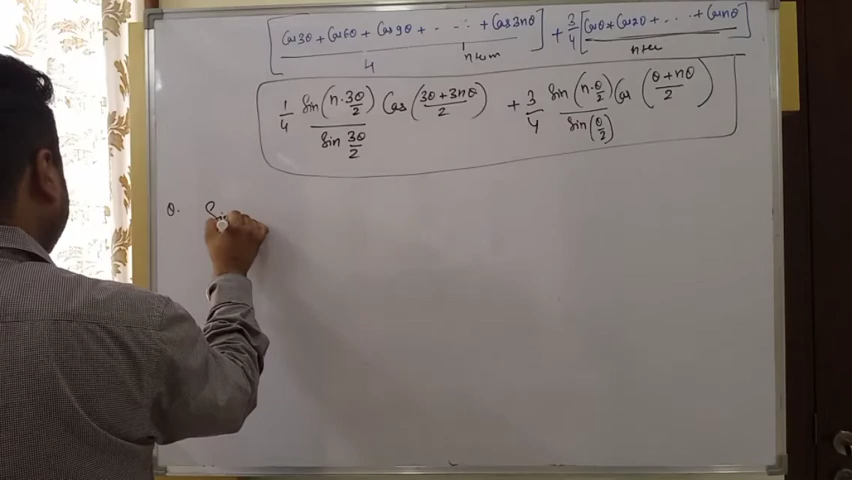 [Cos3θ + Cos6θ + Cos9θ + - - - - + Cos3nθ] / 4 + 3/4 [Cosθ + Cos2θ + . . . . + Cosnθ]
n term
1/4 Sin(n·3θ/2) / Sin 3θ/2 Cos(3θ+3nθ / 2) + 3/4 Sin(n·θ/2) / Sin(θ/2) Cos(θ+nθ / 2)
Q. S